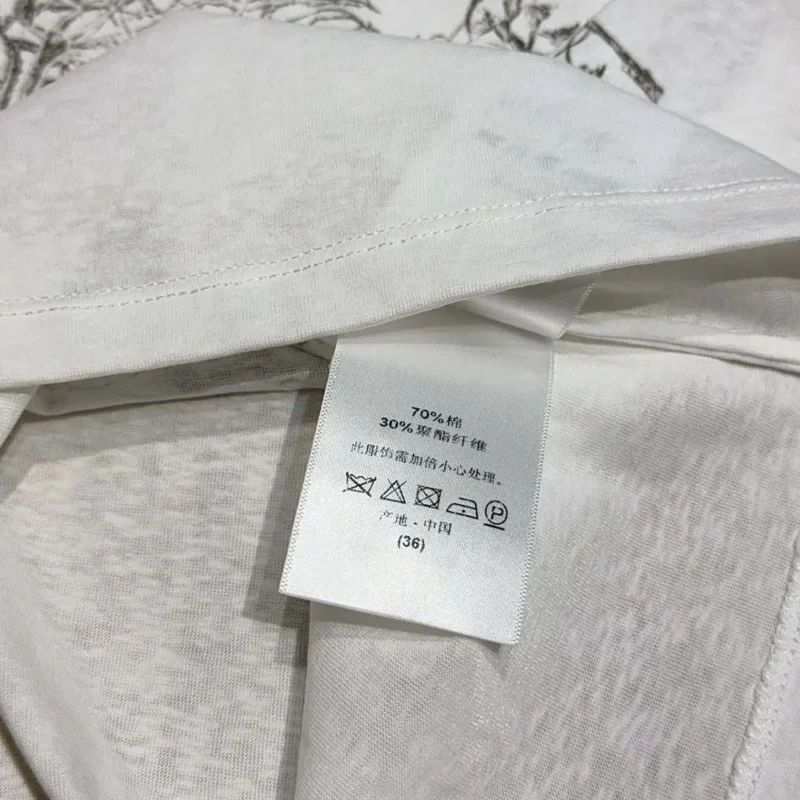 70%棉
30%聚酯纤维
此服饰需加倍小心处理。
P
产地 - 中国
(36)